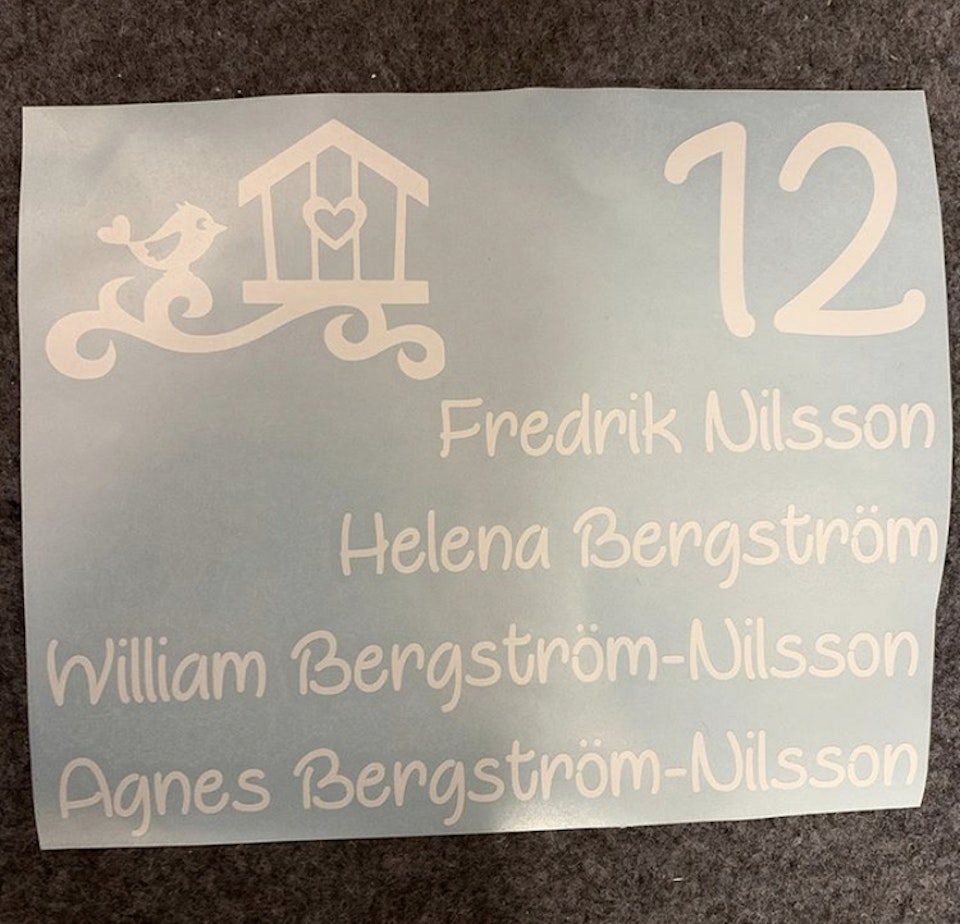 12
Fredrik Nilsson
Helena Bergström
William Bergström-Nilsson
Agnes Bergström-Nilsson